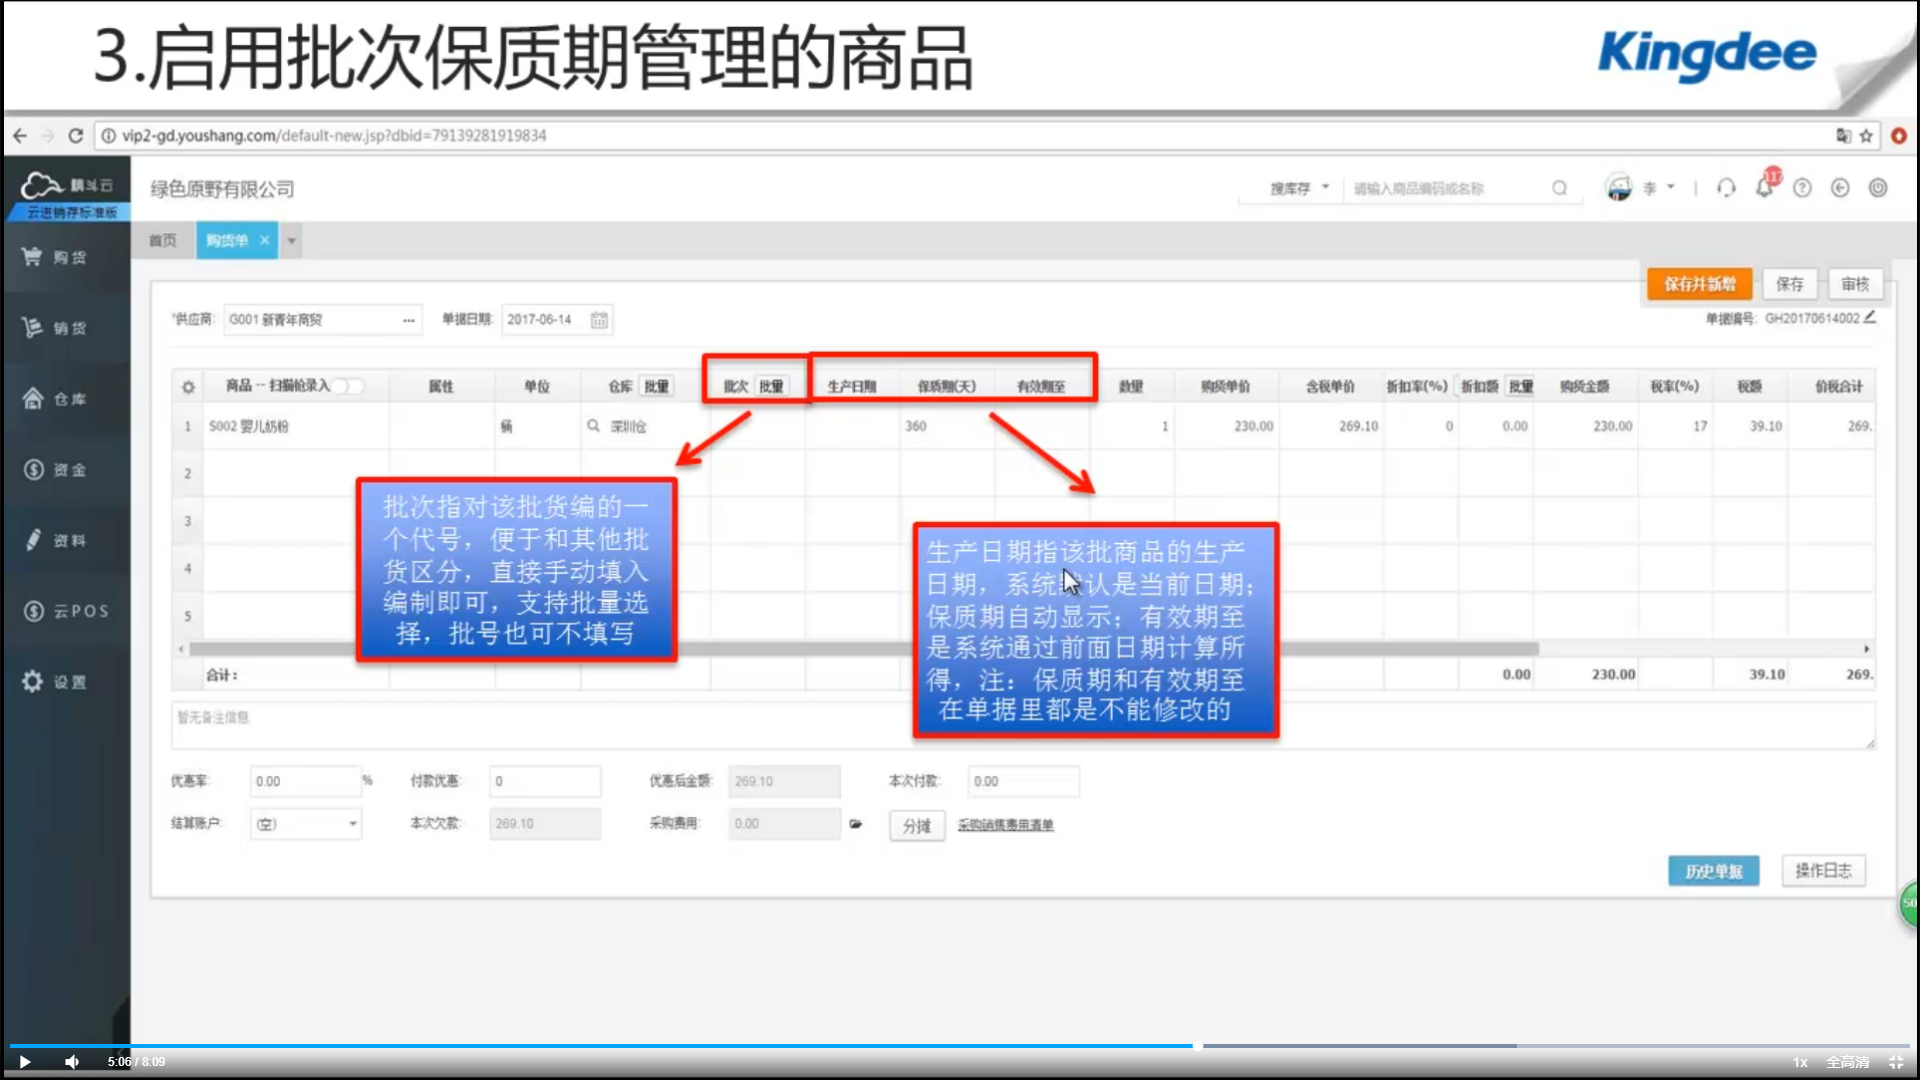 3.启用批次保质期管理的商品
Kingdee
vip2-gd.youshang.com/default-new.jsp?dbid=79139281919834
精斗云
云进销存标准版
绿色原野有限公司
搜库存 请输入商品编码或名称
李
117
首页 购货单
购货
销货
仓库
资金
资料
云POS
设置
保存并新增 保存 审核
*供应商: G001 新青年商贸 ... 单据日期: 2017-06-14
单据编号: GH20170614002
商品 -- 扫描枪录入 属性 单位 仓库 批量 批次 批量 生产日期 保质期(天) 有效期至 数量 购货单价 含税单价 折扣率(%) 折扣额 批量 购货金额 税率(%) 税额 价税合计
1 S002 婴儿奶粉 桶 深圳仓 360 1 230.00 269.10 0 0.00 230.00 17 39.10 269.
2
3
4
5
批次指对该批货编的一
个代号，便于和其他批
货区分，直接手动填入
编制即可，支持批量选
择，批号也可不填写
生产日期指该批商品的生产
日期，系统默认是当前日期；
保质期自动显示；有效期至
是系统通过前面日期计算所
得，注：保质期和有效期至
在单据里都是不能修改的
合计: 0.00 230.00 39.10 269.
暂无备注信息
优惠率: 0.00 % 付款优惠: 0 优惠后金额: 269.10 本次付款: 0.00
结算账户: (空) 本次欠款: 269.10 采购费用: 0.00 分摊 采购销售费用清单
历史单据 操作日志
50
5:06 / 8:09
1x 全高清